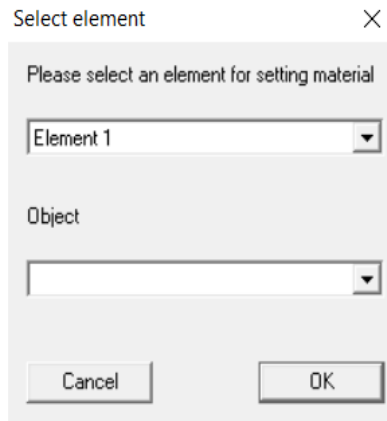 Select element
Please select an element for setting material
Element 1
Object
Cancel
OK